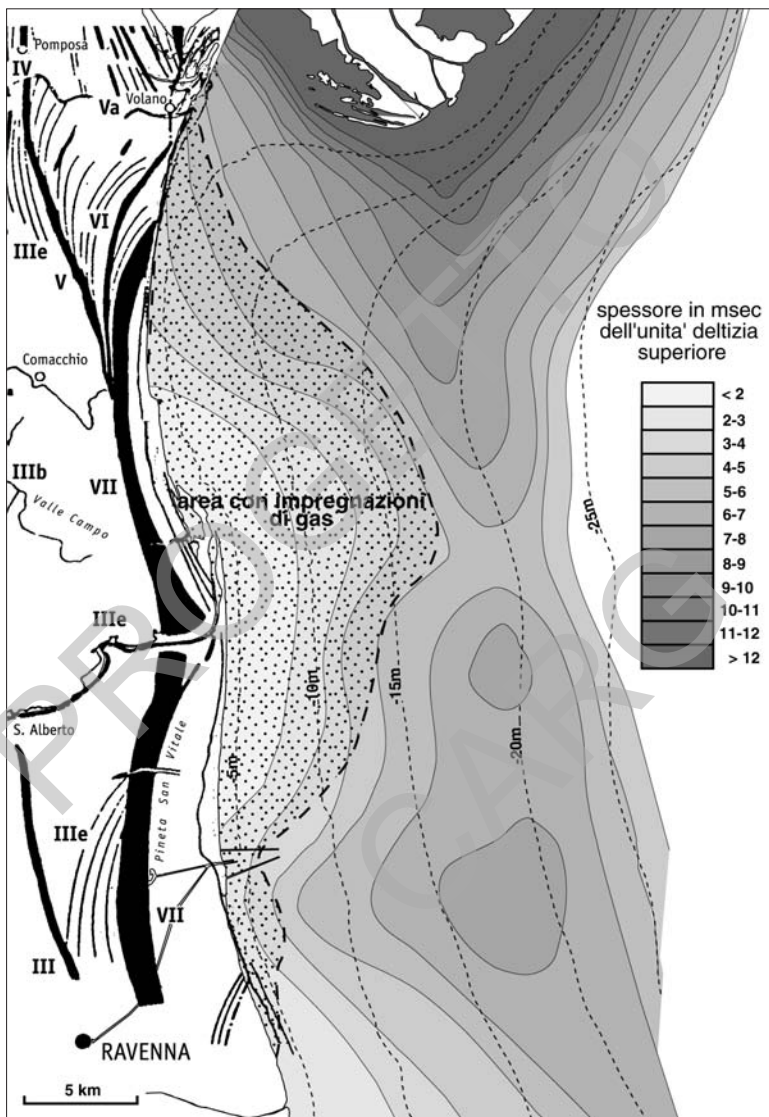 Pomposa
IV
Va
Volano
VI
IIIe
V
Comacchio
VII
IIIb
Valle Campo
area con impregnazioni
di gas
spessore in msec
dell'unita' deltizia
superiore
< 2
2-3
3-4
4-5
5-6
6-7
7-8
8-9
9-10
10-11
11-12
> 12
-25m
IIIe
S. Alberto
-10m
-15m
-20m
-5m
Pineta San Vitale
IIIe
VII
III
RAVENNA
5 km
PROGETTO
CARG